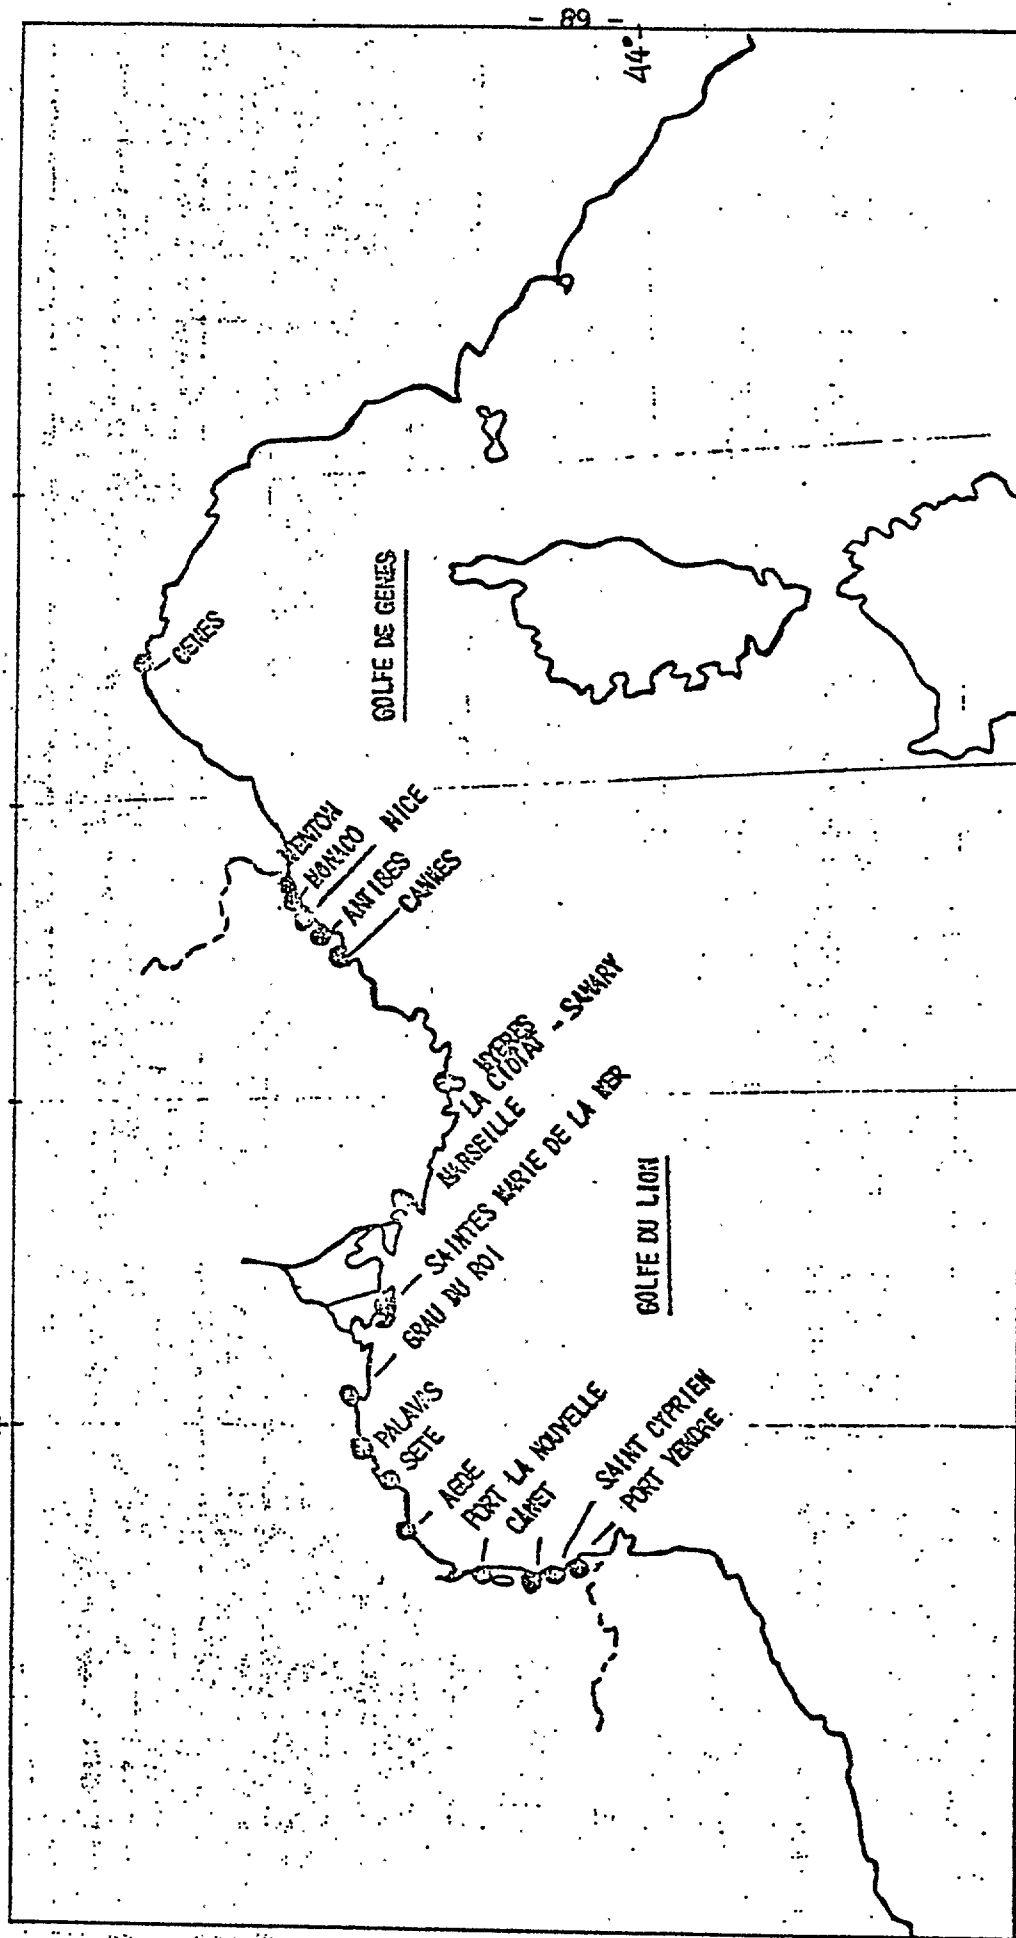 - 89 -
44°
GENES
GOLFE DE GENES
MENTON
MONACO
NICE
ANTIBES
CANNES
HYERES
LA CIOTAT - SANARY
MARSEILLE
SAINTES MARIE DE LA MER
GRAU DU ROI
GOLFE DU LION
PALAVAS
SETE
AGDE
PORT LA NOUVELLE
CANET
SAINT CYPRIEN
PORT VENDRE